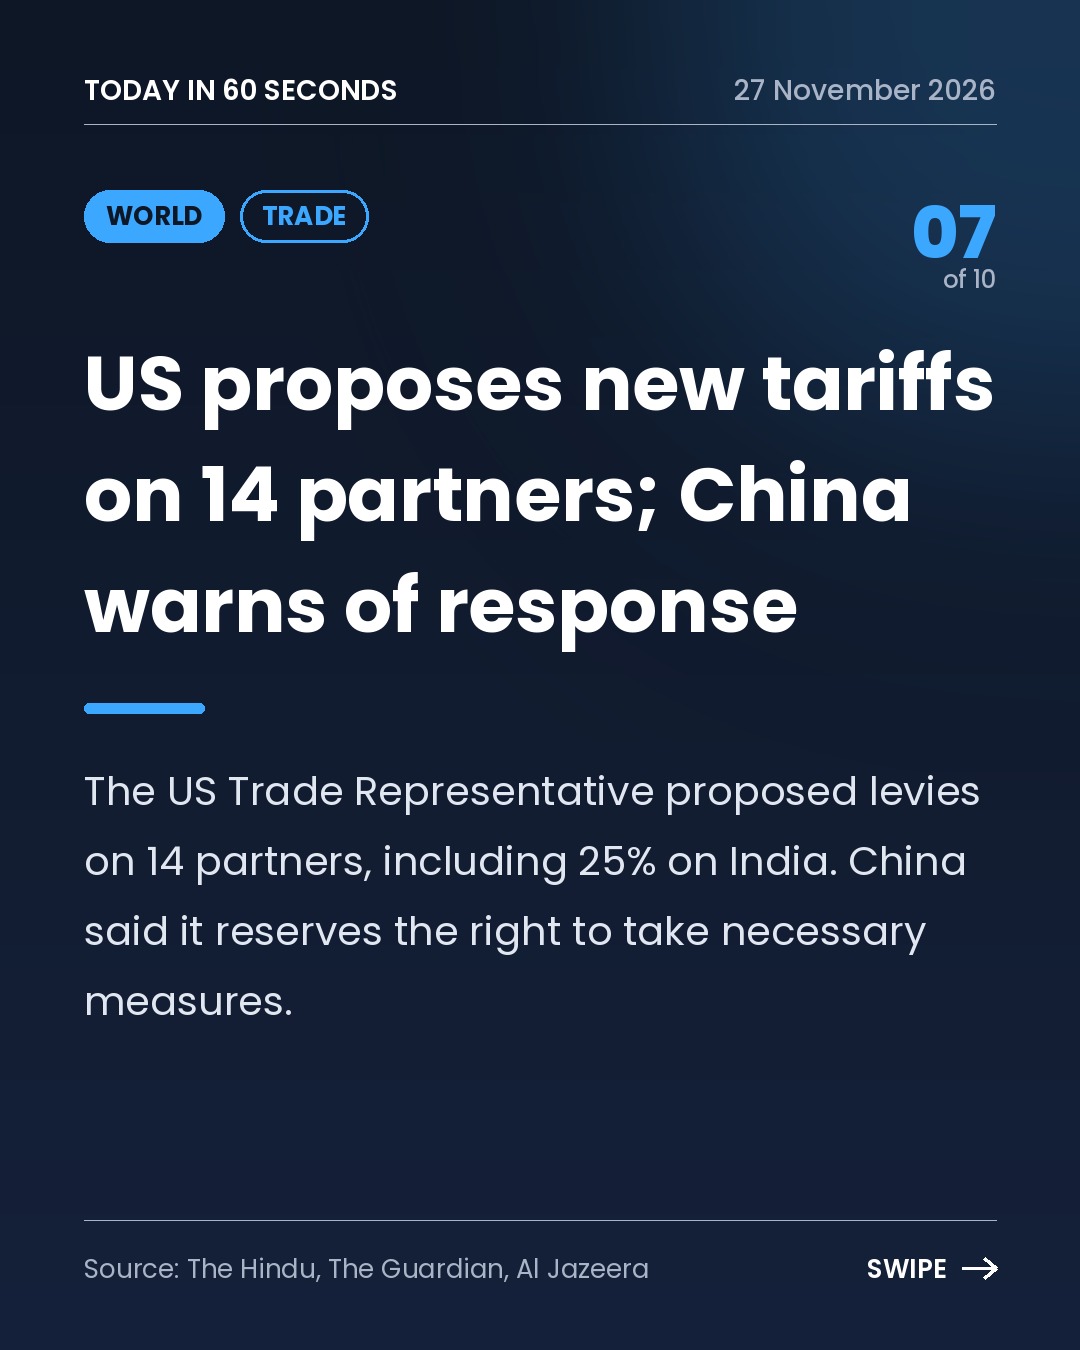 TODAY IN 60 SECONDS
27 November 2026
WORLD
TRADE
07
of 10
US proposes new tariffs
on 14 partners; China
warns of response
The US Trade Representative proposed levies
on 14 partners, including 25% on India. China
said it reserves the right to take necessary
measures.
Source: The Hindu, The Guardian, Al Jazeera
SWIPE →